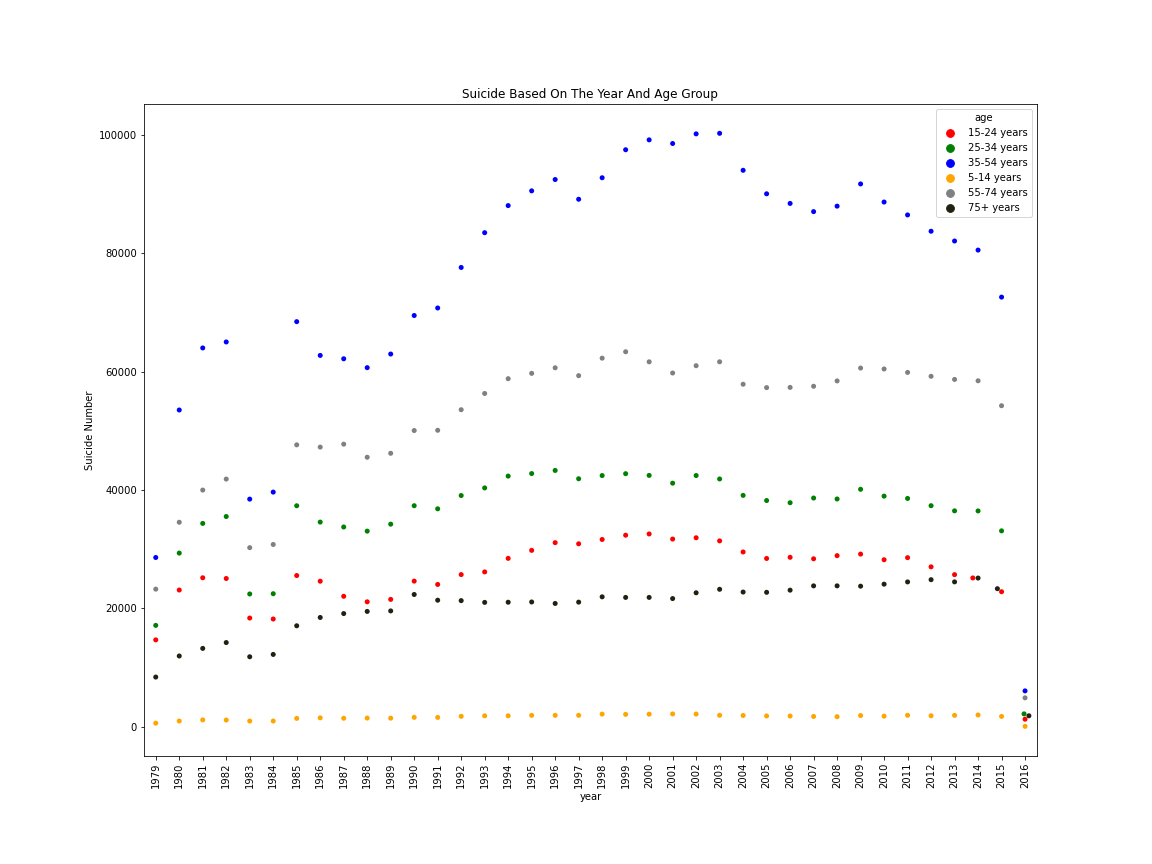 Suicide Based On The Year And Age Group
age
15-24 years
25-34 years
35-54 years
5-14 years
55-74 years
75+ years
100000
80000
60000
40000
20000
0
Suicide Number
1979 1980 1981 1982 1983 1984 1985 1986 1987 1988 1989 1990 1991 1992 1993 1994 1995 1996 1997 1998 1999 2000 2001 2002 2003 2004 2005 2006 2007 2008 2009 2010 2011 2012 2013 2014 2015 2016
year